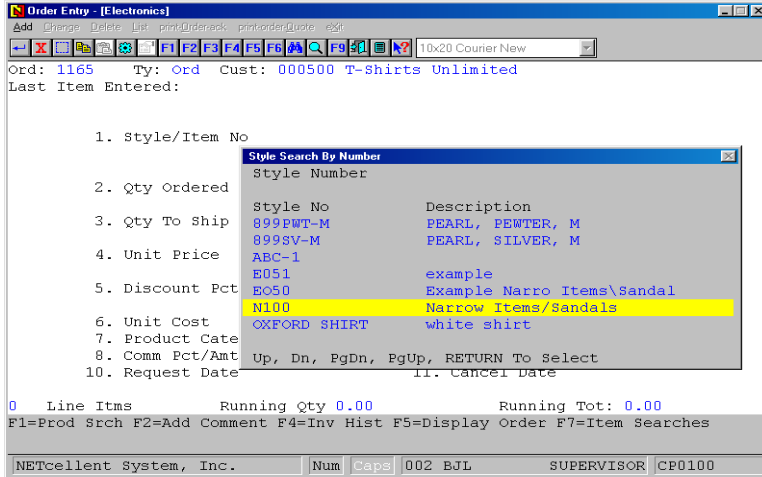 Order Entry - [Electronics]
Add Change Delete List print-Order-ack print-order-Quote eXit
F1 F2 F3 F4 F5 F6 F9 10x20 Courier New
Ord: 1165 Ty: Ord Cust: 000500 T-Shirts Unlimited
Last Item Entered:
1. Style/Item No
Style Search By Number
Style Number
2. Qty Ordered
Style No Description
3. Qty To Ship 899PWT-M PEARL, PEWTER, M
899SV-M PEARL, SILVER, M
4. Unit Price ABC-1
E051 example
5. Discount Pct EO50 Example Narro Items\Sandal
N100 Narrow Items/Sandals
6. Unit Cost OXFORD SHIRT white shirt
7. Product Cate
8. Comm Pct/Amt Up, Dn, PgDn, PgUp, RETURN To Select
10. Request Date 11. Cancel Date
0 Line Itms Running Qty 0.00 Running Tot: 0.00
F1=Prod Srch F2=Add Comment F4=Inv Hist F5=Display Order F7=Item Searches
NETcellent System, Inc. Num Caps 002 BJL SUPERVISOR CP0100